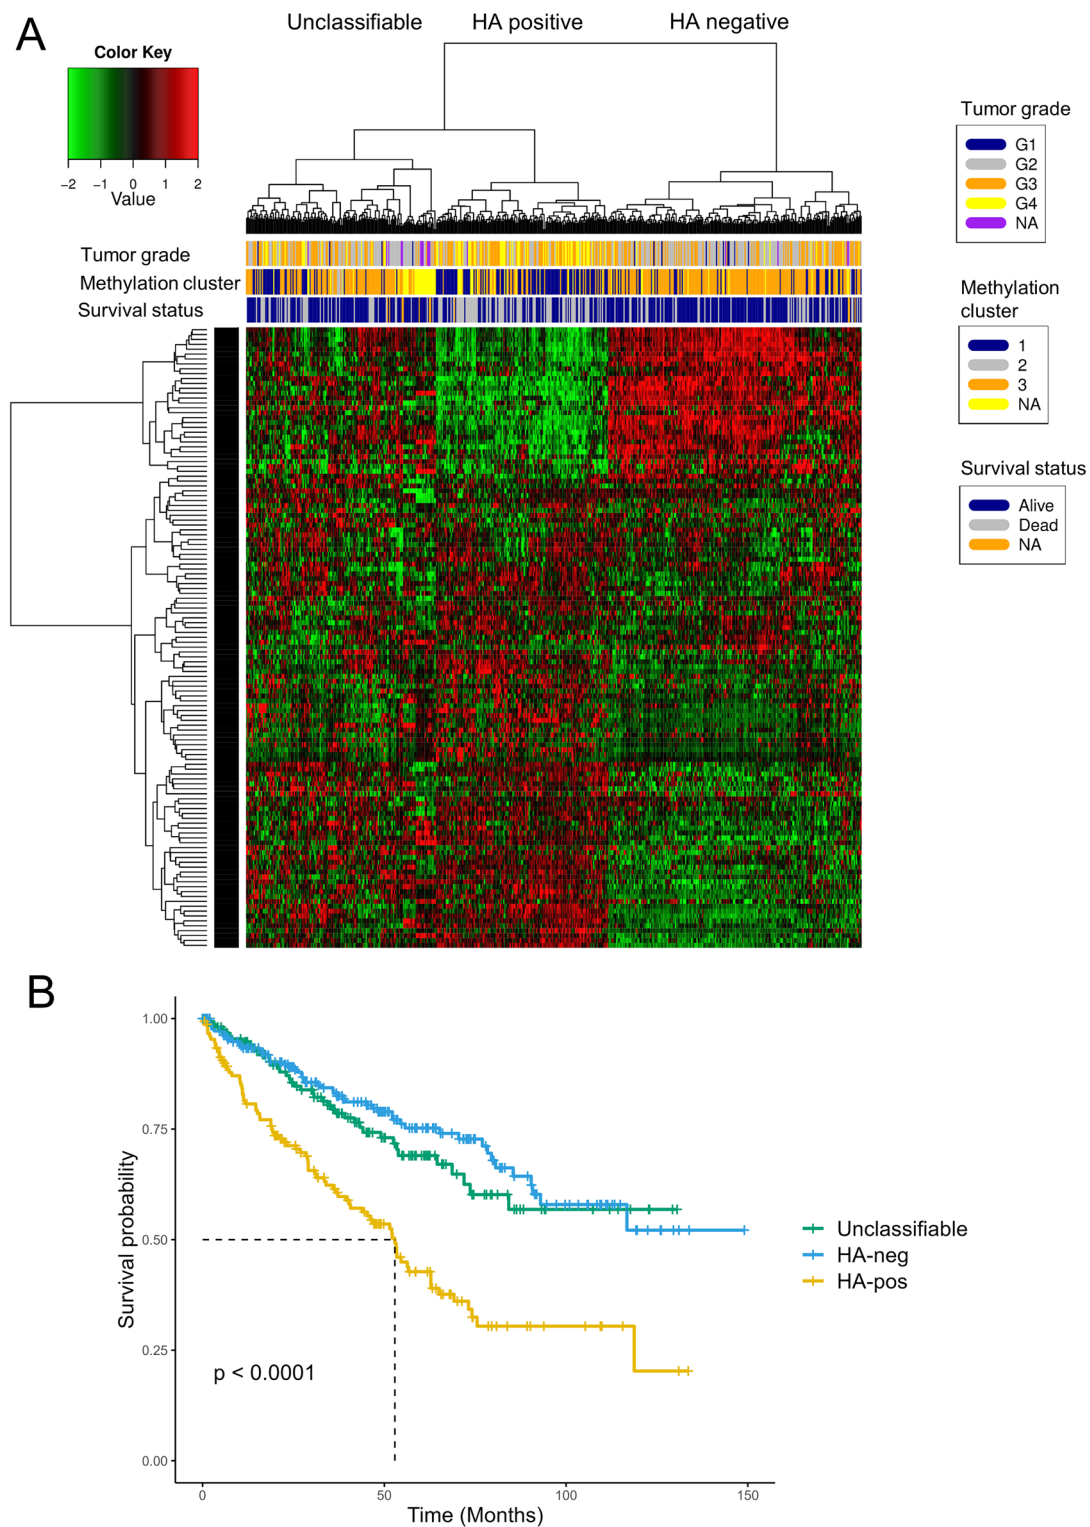 A
Unclassifiable HA positive HA negative
Color Key
−2 −1 0 1 2
Value
Tumor grade
G1
G2
G3
G4
NA
Tumor grade
Methylation cluster
Survival status
Methylation
cluster
1
2
3
NA
Survival status
Alive
Dead
NA
B
1.00
0.75
0.50
0.25
0.00
Survival probability
p < 0.0001
Unclassifiable
HA-neg
HA-pos
0 50 100 150
Time (Months)